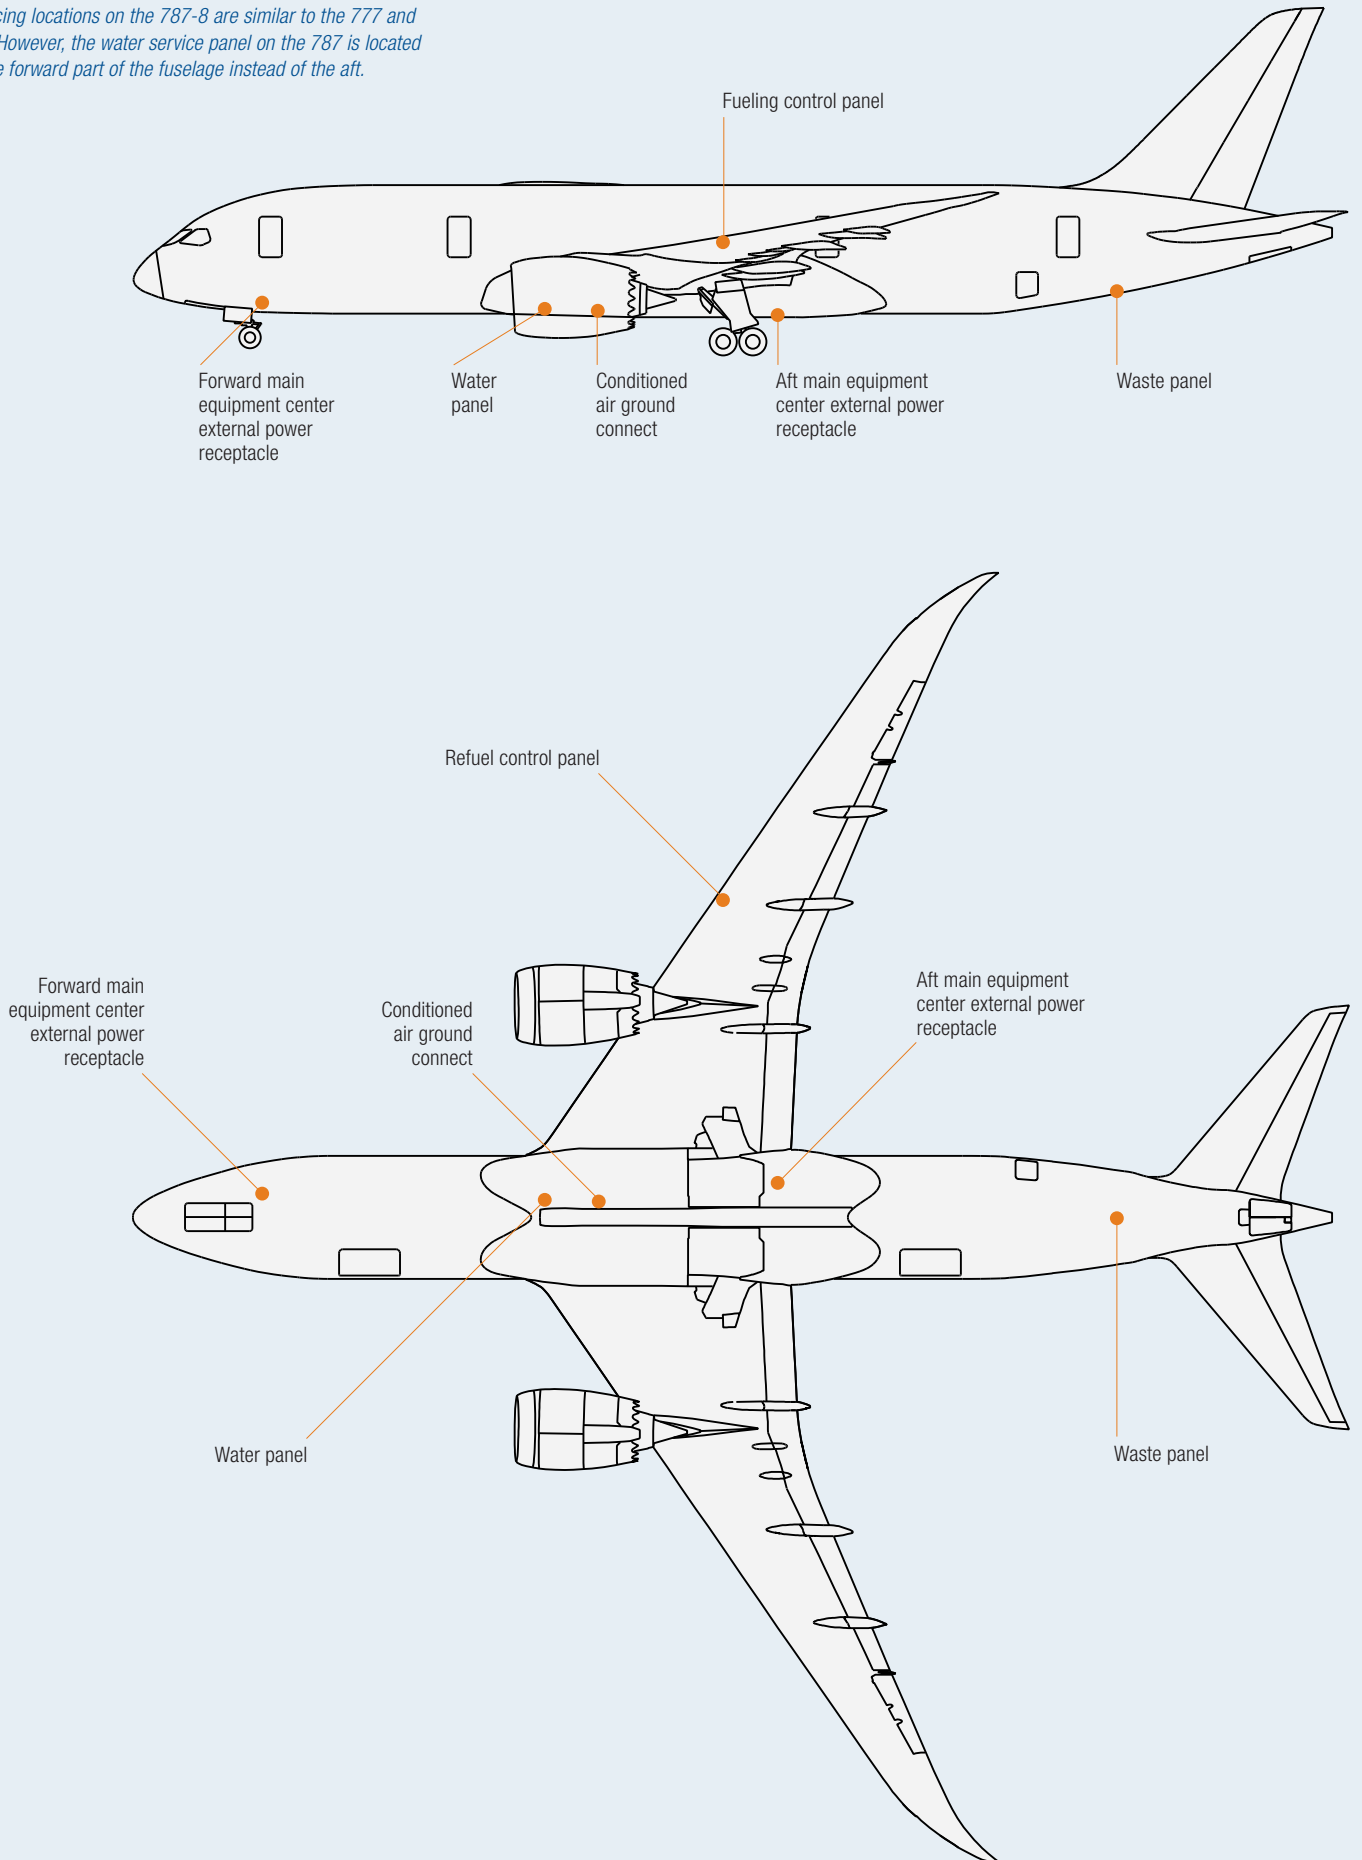 cing locations on the 787-8 are similar to the 777 and
However, the water service panel on the 787 is located
forward part of the fuselage instead of the aft.
Fueling control panel
Forward main
equipment center
external power
receptacle
Water
panel
Conditioned
air ground
connect
Aft main equipment
center external power
receptacle
Waste panel
Refuel control panel
Forward main
equipment center
external power
receptacle
Conditioned
air ground
connect
Aft main equipment
center external power
receptacle
Water panel
Waste panel